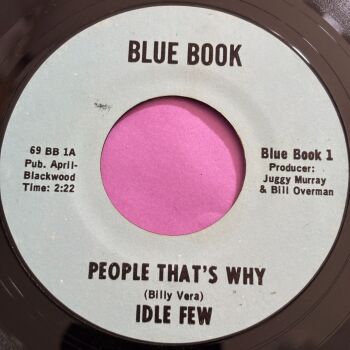 BLUE BOOK
69 BB 1A
Pub. April-
Blackwood
Time: 2:22
Blue Book 1
Producer:
Juggy Murray
& Bill Overman
PEOPLE THAT'S WHY
(Billy Vera)
IDLE FEW